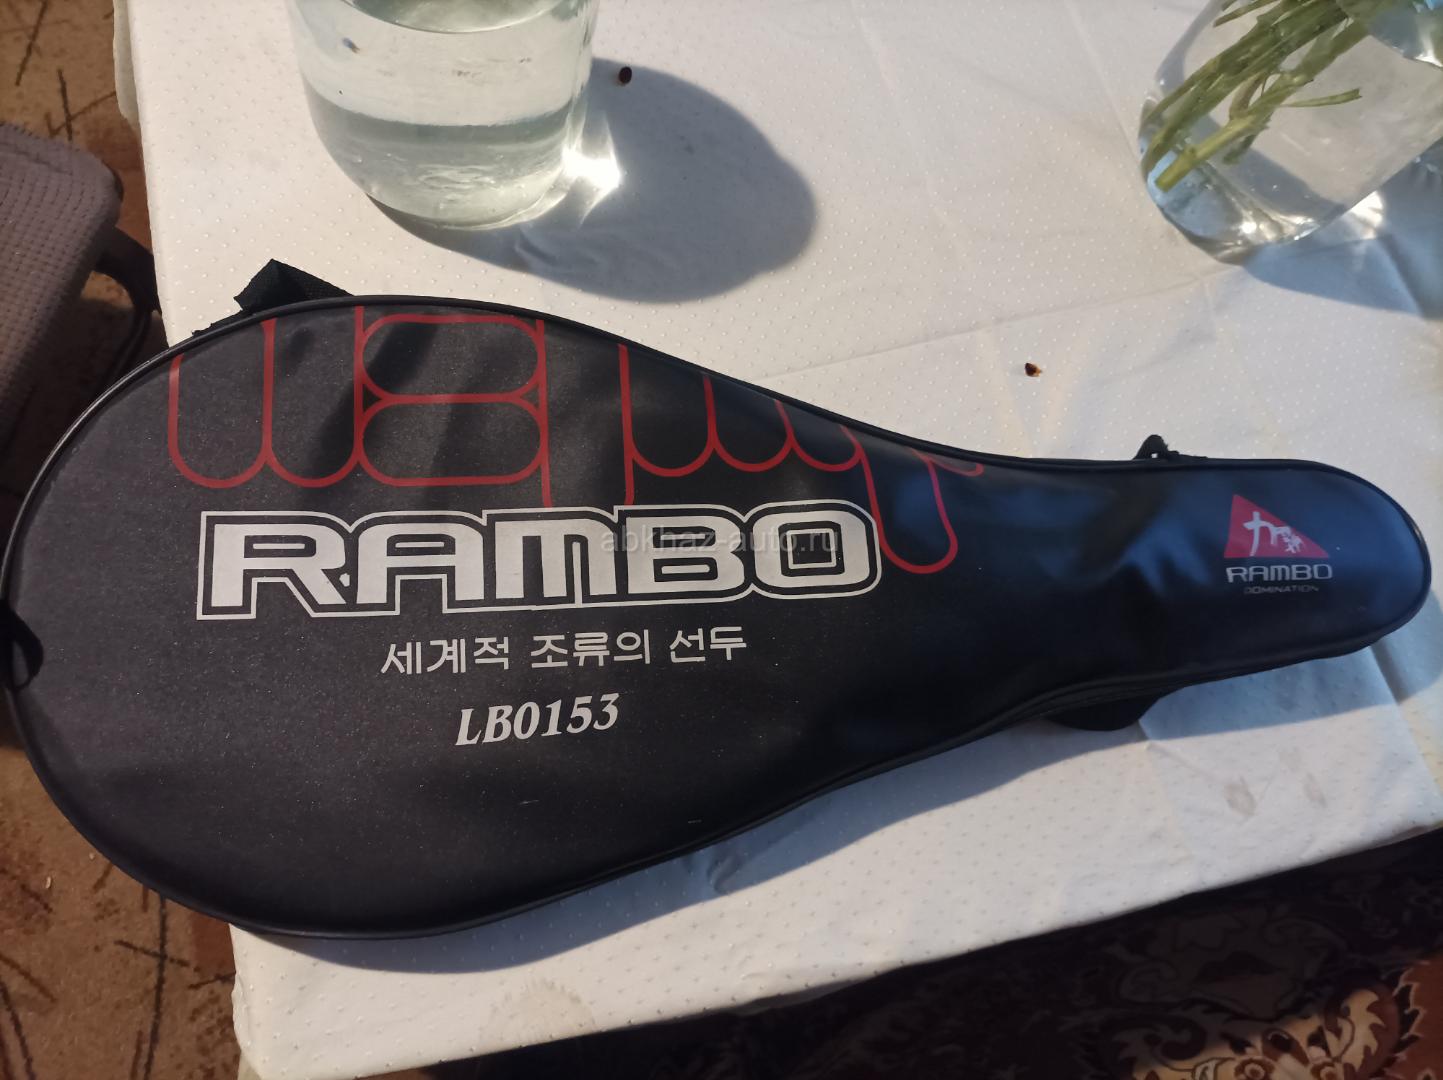 RAMBO
세계적 조류의 선두
LB0153
RAMBO
DOMINATION
abkhaz-auto.ru